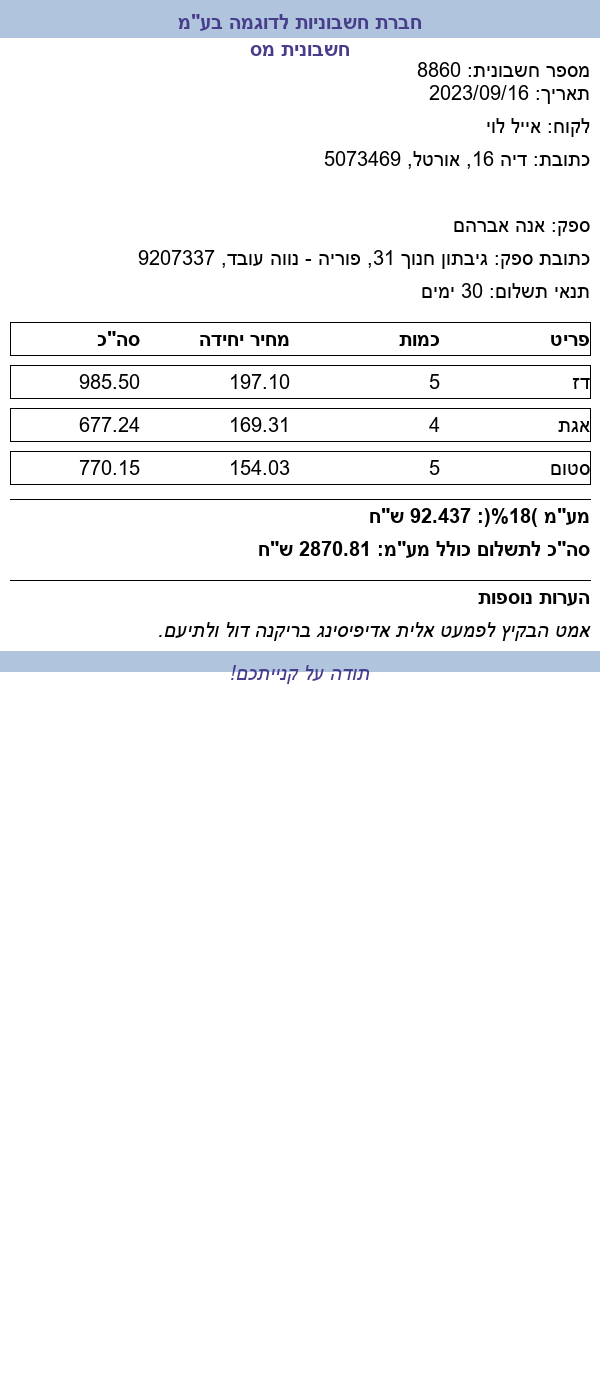 חברת חשבוניות לדוגמה בע"מ
חשבונית מס
מספר חשבונית: 8860
תאריך: 2023/09/16
לקוח: אייל לוי
כתובת: דיה 16, אורטל, 5073469
ספק: אנה אברהם
כתובת ספק: גיבתון חנוך 31, פוריה - נווה עובד, 9207337
תנאי תשלום: 30 ימים
פריט כמות מחיר יחידה סה"כ
דז 5 197.10 985.50
אגת 4 169.31 677.24
סטום 5 154.03 770.15
מע"מ )18%(: 92.437 ש"ח
סה"כ לתשלום כולל מע"מ: 2870.81 ש"ח
הערות נוספות
אמט הבקיץ לפמעט אלית אדיפיסינג בריקנה דול ולתיעם.
תודה על קנייתכם!